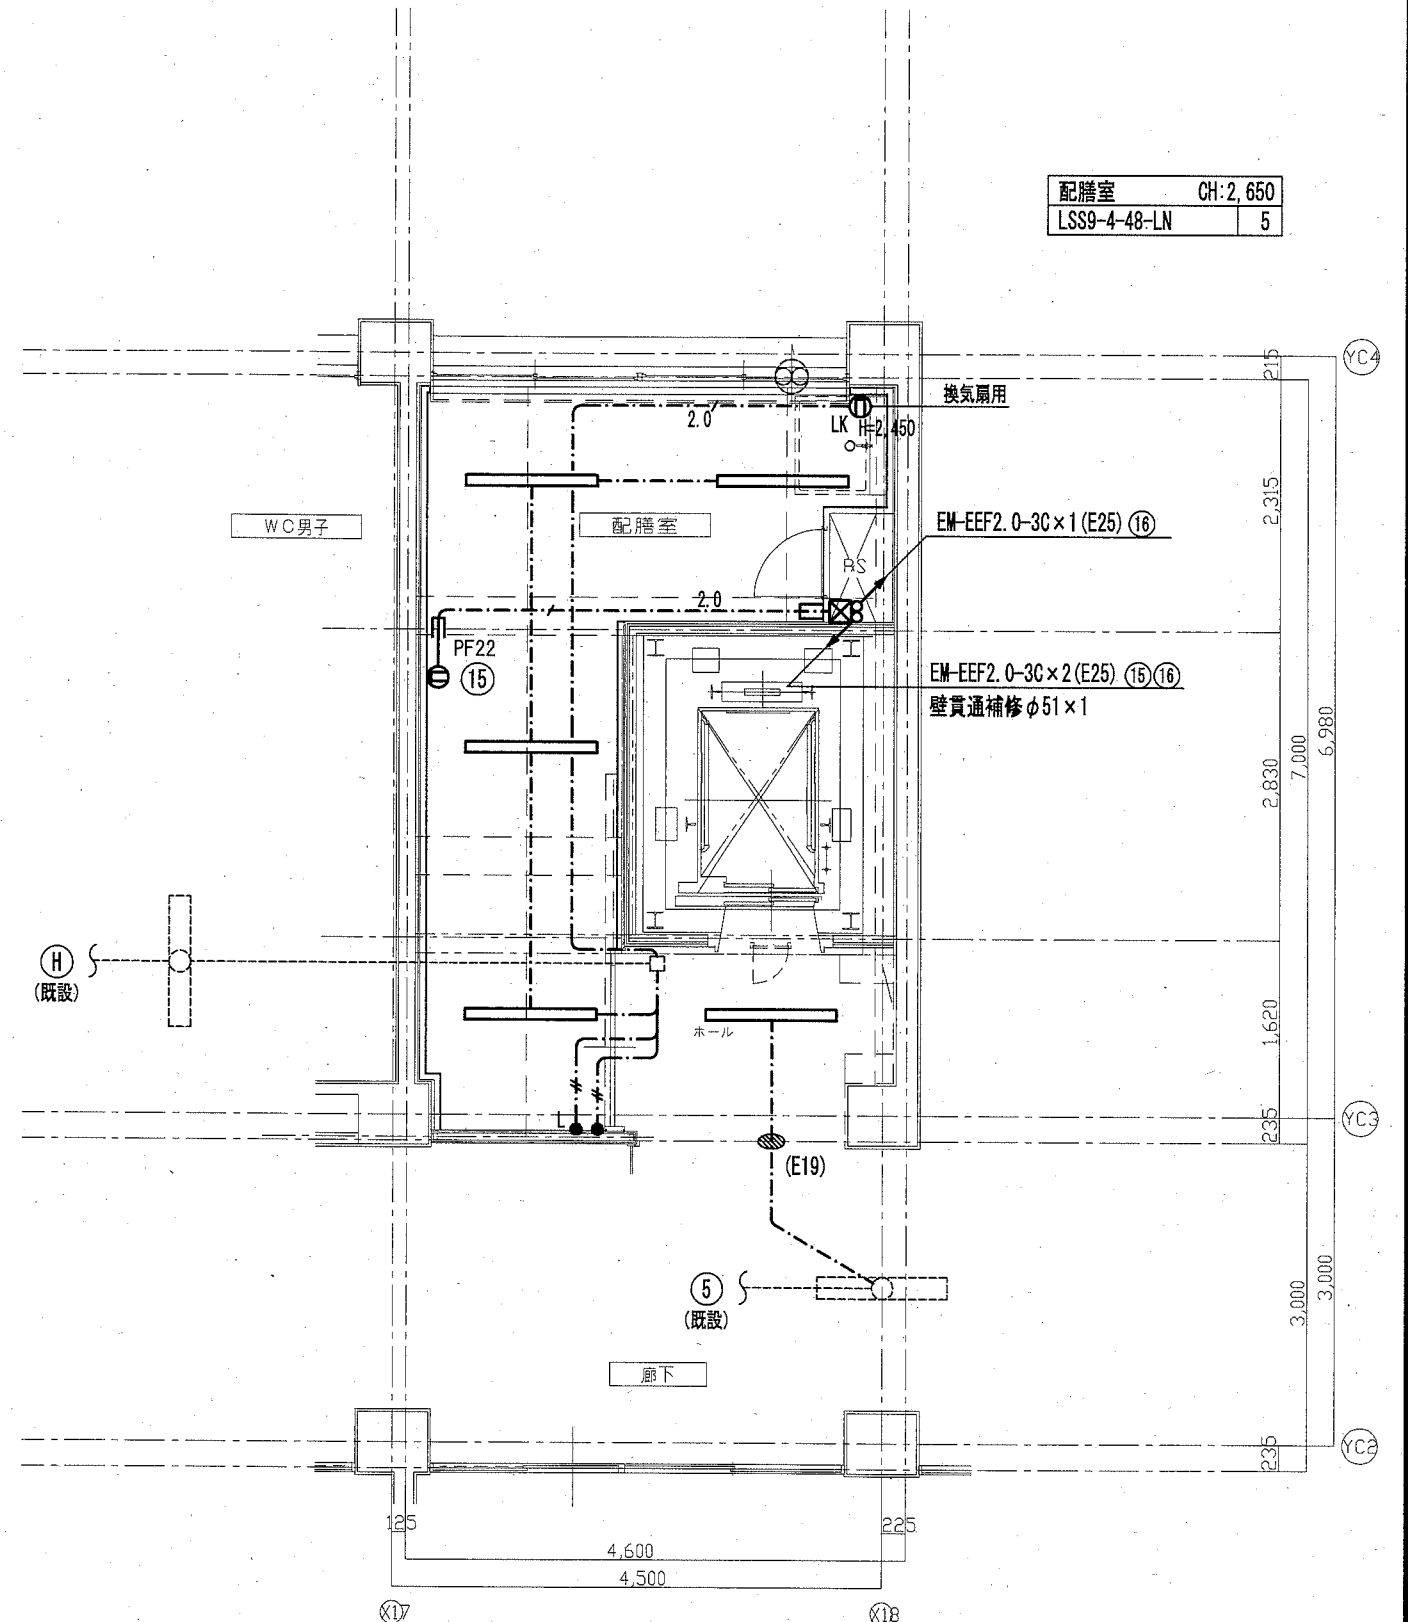 配膳室 CH:2,650
LSS9-4-48-LN 5
YC4
215
換気扇用
2.0
LK H=2,450
2,315
WC男子
配膳室
EM-EEF2.0-3C×1(E25) ⑯
RS
2.0
PF22
⑮
EM-EEF2.0-3C×2(E25) ⑮⑯
壁貫通補修φ51×1
6,980
7,000
2,830
H
(既設)
ホール
1,620
L
YC3
235
(E19)
5
(既設)
3,000
3,000
廊下
YC2
235
125
225
4,600
4,500
X17
X18